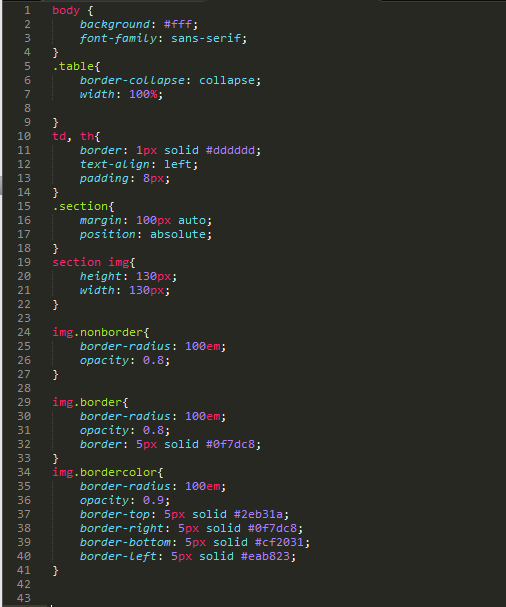 1 body {
2     background: #fff;
3     font-family: sans-serif;
4 }
5 .table{
6     border-collapse: collapse;
7     width: 100%;
8
9 }
10 td, th{
11     border: 1px solid #dddddd;
12     text-align: left;
13     padding: 8px;
14 }
15 .section{
16     margin: 100px auto;
17     position: absolute;
18 }
19 section img{
20     height: 130px;
21     width: 130px;
22 }
23
24 img.nonborder{
25     border-radius: 100em;
26     opacity: 0.8;
27 }
28
29 img.border{
30     border-radius: 100em;
31     opacity: 0.8;
32     border: 5px solid #0f7dc8;
33 }
34 img.bordercolor{
35     border-radius: 100em;
36     opacity: 0.9;
37     border-top: 5px solid #2eb31a;
38     border-right: 5px solid #0f7dc8;
39     border-bottom: 5px solid #cf2031;
40     border-left: 5px solid #eab823;
41 }
42
43